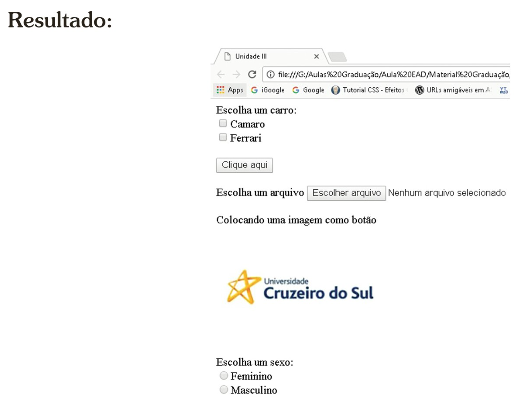 Resultado:
Unidade III
file:///G:/Aulas%20Graduação/Aula%20EAD/Material%20Graduação,
Apps iGoogle Google Tutorial CSS - Efeitos URLs amigáveis em A
Escolha um carro:
Camaro
Ferrari
Clique aqui
Escolha um arquivo Escolher arquivo Nenhum arquivo selecionado
Colocando uma imagem como botão
Universidade
Cruzeiro do Sul
Escolha um sexo:
Feminino
Masculino